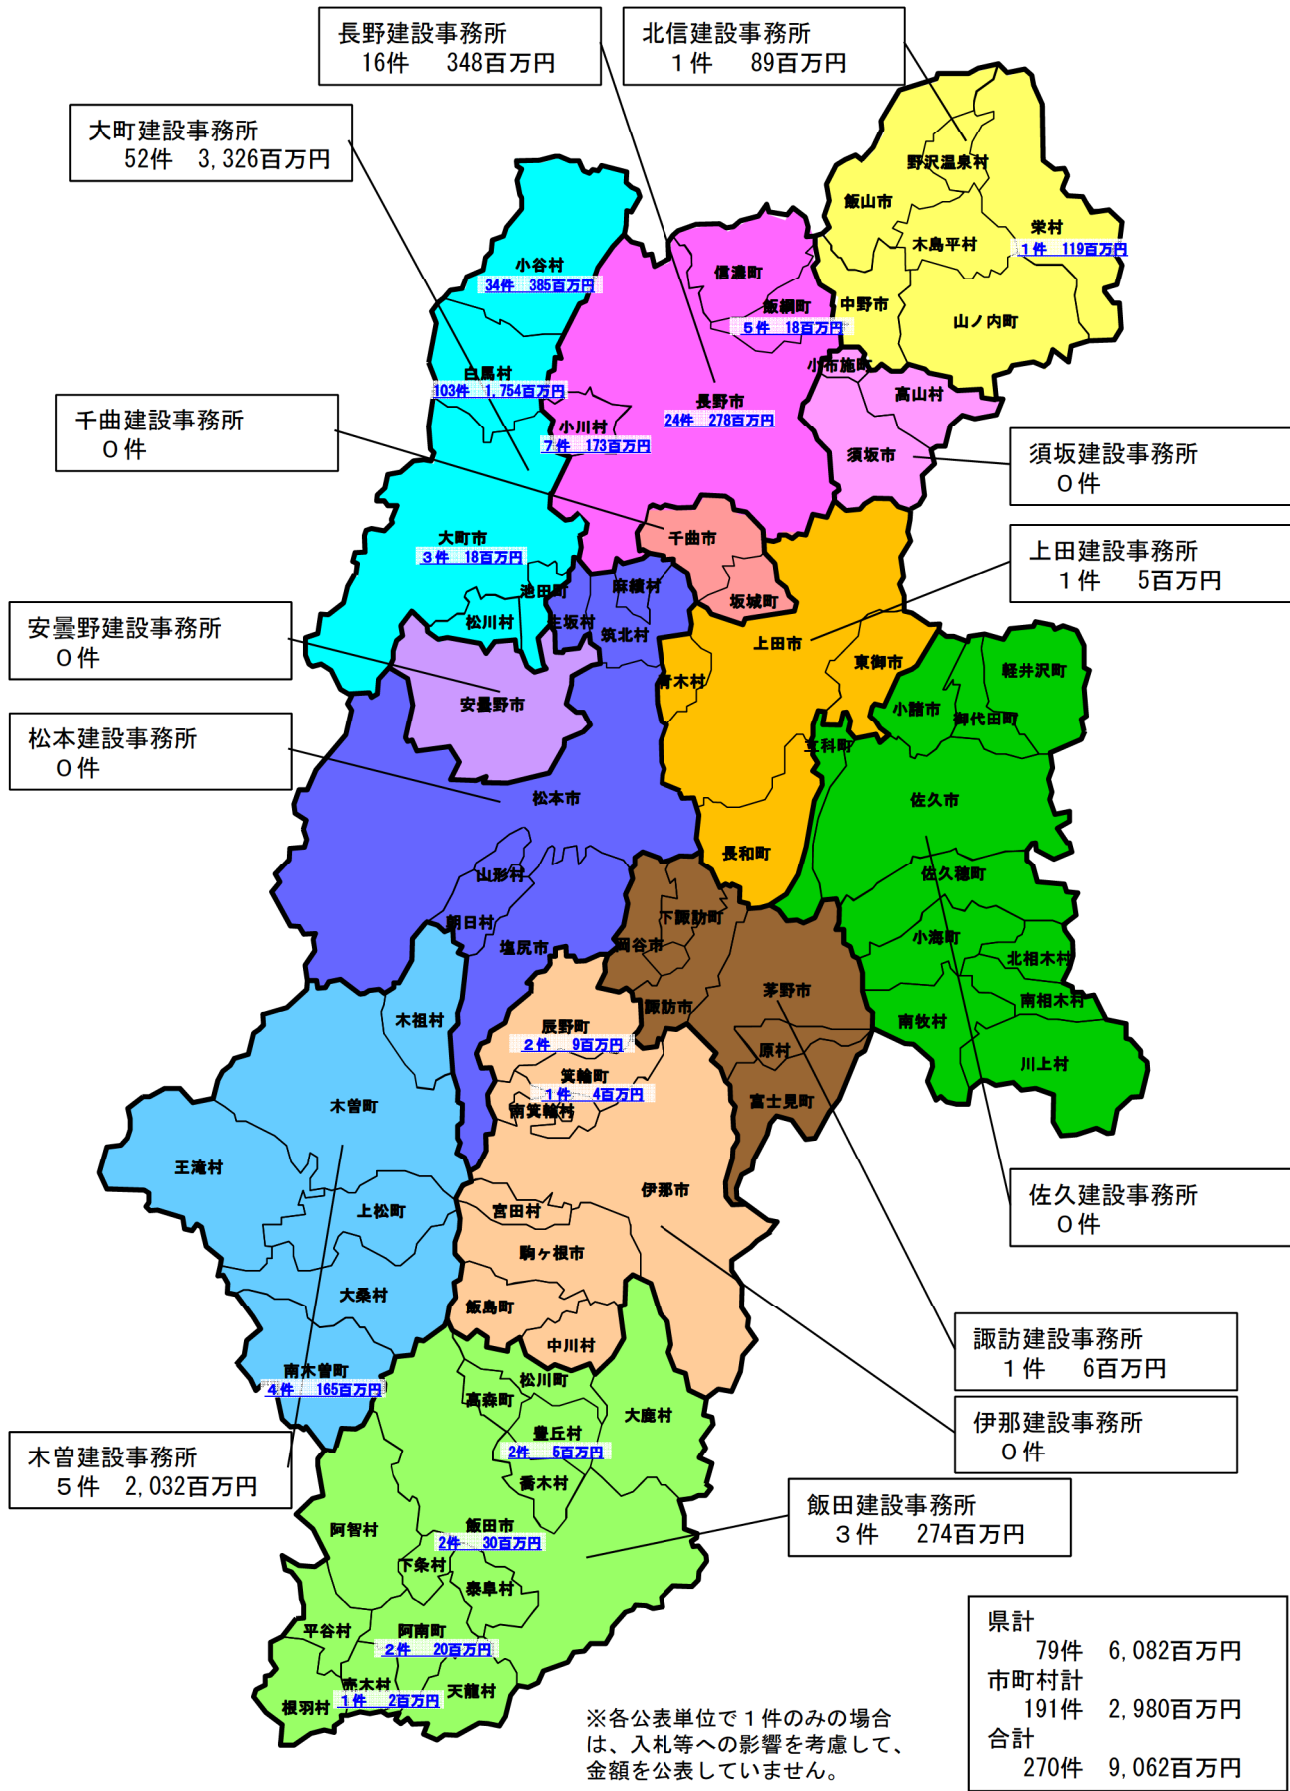 長野建設事務所
16件 348百万円
北信建設事務所
1件 89百万円
大町建設事務所
52件 3,326百万円
野沢温泉村
飯山市
栄村
1件 119百万円
木島平村
小谷村
34件 385百万円
信濃町
飯綱町
5件 18百万円
中野市
山ノ内町
小布施町
高山村
白馬村
103件 1,754百万円
長野市
24件 278百万円
小川村
7件 173百万円
須坂市
千曲建設事務所
0件
須坂建設事務所
0件
大町市
3件 18百万円
千曲市
上田建設事務所
1件 5百万円
池田町
麻績村
坂城町
松川村
生坂村
筑北村
安曇野建設事務所
0件
上田市
東御市
軽井沢町
青木村
安曇野市
小諸市
御代田町
松本建設事務所
0件
立科町
松本市
佐久市
長和町
山形村
佐久穂町
朝日村
塩尻市
下諏訪町
岡谷市
小海町
北相木村
茅野市
諏訪市
南相木村
南牧村
木祖村
辰野町
2件 9百万円
原村
川上村
箕輪町
1件 4百万円
南箕輪村
富士見町
木曽町
王滝村
伊那市
上松町
宮田村
佐久建設事務所
0件
駒ヶ根市
大桑村
飯島町
中川村
諏訪建設事務所
1件 6百万円
南木曽町
4件 165百万円
松川町
高森町
大鹿村
豊丘村
2件 5百万円
伊那建設事務所
0件
木曽建設事務所
5件 2,032百万円
喬木村
飯田建設事務所
3件 274百万円
阿智村
飯田市
2件 30百万円
下条村
泰阜村
平谷村
阿南町
2件 20百万円
売木村
1件 2百万円
天龍村
根羽村
県計
79件 6,082百万円
市町村計
191件 2,980百万円
合計
270件 9,062百万円
※各公表単位で1件のみの場合
は、入札等への影響を考慮して、
金額を公表していません。